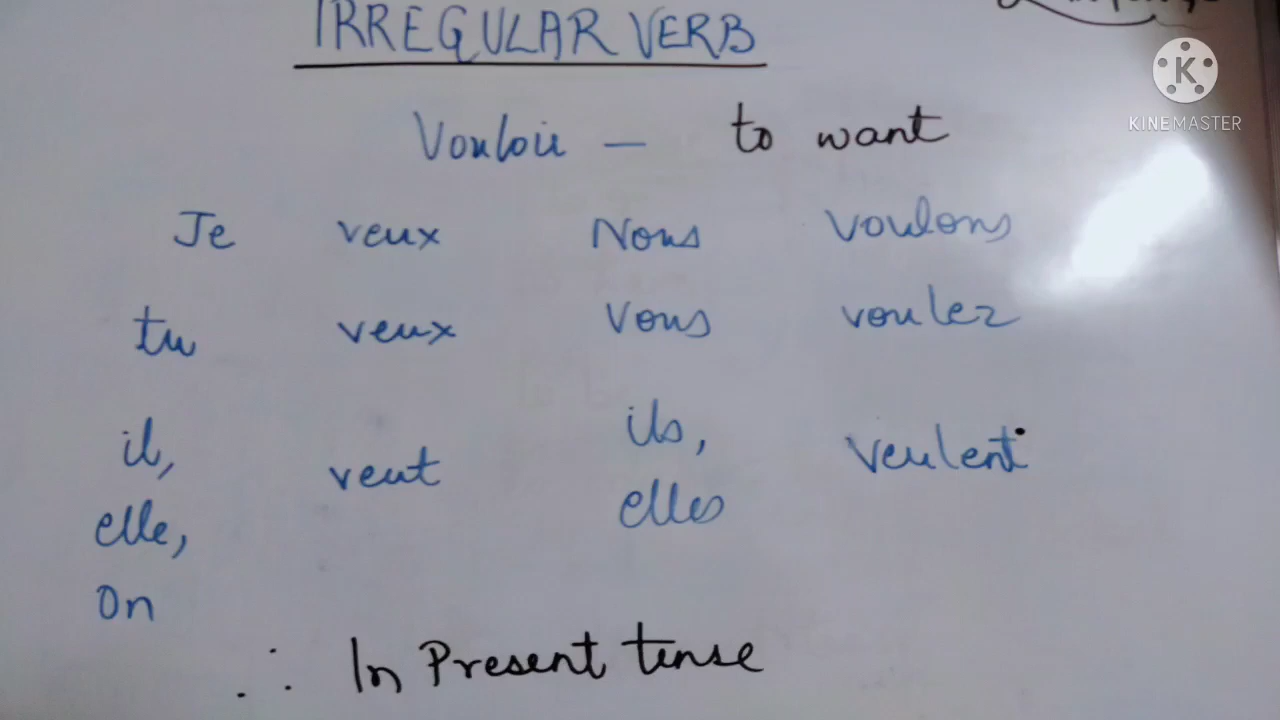 IRREGULAR VERB
KINEMASTER
Vouloir — to want
Je veux Nous voulons
tu veux Vous voulez
il, elle, on veut ils, elles veulent
∴ In Present tense